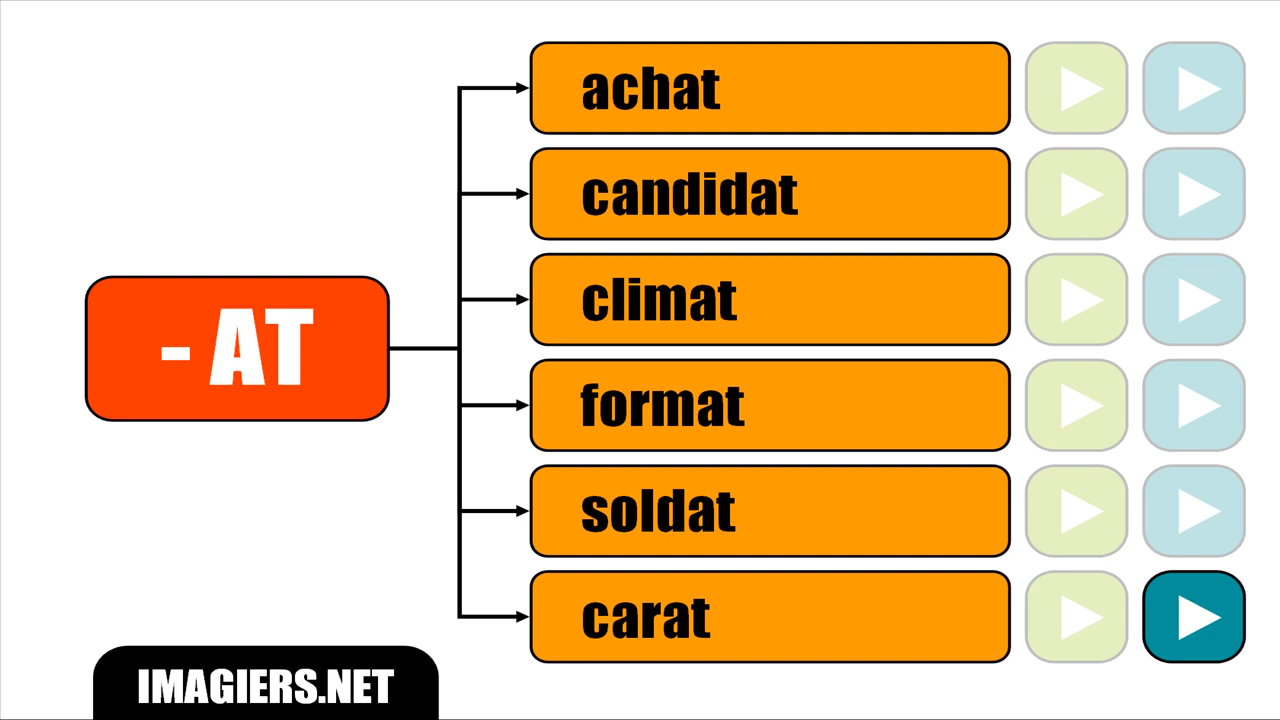 - AT
achat
candidat
climat
format
soldat
carat
IMAGIERS.NET